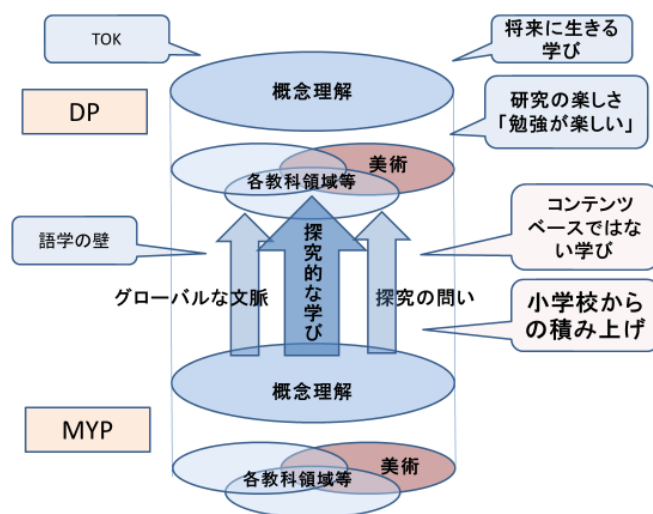 TOK
将来に生きる
学び
概念理解
DP
研究の楽しさ
「勉強が楽しい」
美術
各教科領域等
語学の壁
コンテンツ
ベースではな
い学び
探究的な学び
グローバルな文脈
探究の問い
小学校から
の積み上げ
概念理解
MYP
美術
各教科領域等